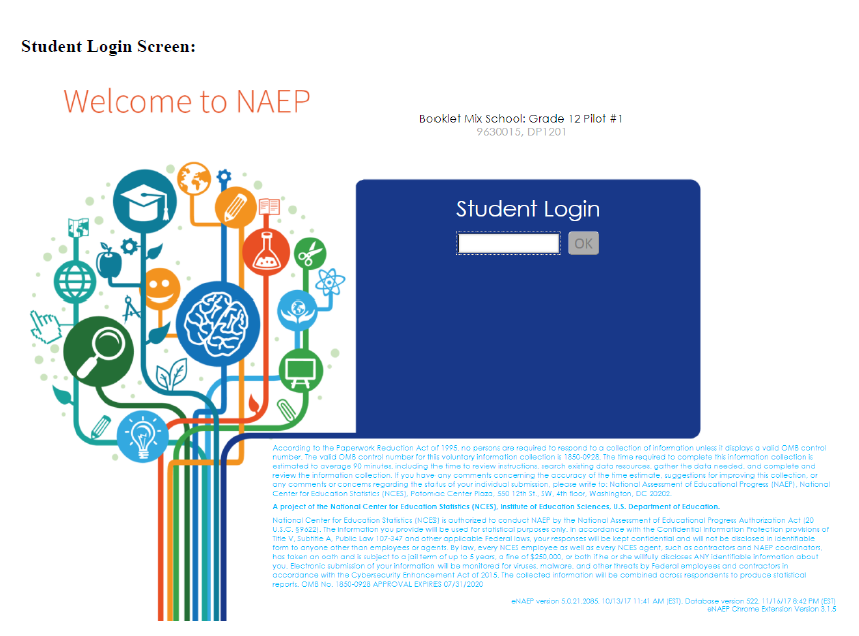 Student Login Screen:
Welcome to NAEP
Booklet Mix School: Grade 12 Pilot #1
9630015, DP1201
Student Login
OK
According to the Paperwork Reduction Act of 1995, no persons are required to respond to a collection of information unless it displays a valid OMB control
number. The valid OMB control number for this voluntary information collection is 1850-0928. The time required to complete this information collection is
estimated to average 90 minutes, including the time to review instructions, search existing data resources, gather the data needed, and complete and
review the information collection. If you have any comments concerning the accuracy of the time estimate, suggestions for improving this collection, or
any comments or concerns regarding the status of your individual submission, please write to: National Assessment of Educational Progress (NAEP), National
Center for Education Statistics (NCES), Potomac Center Plaza, 550 12th St., SW, 4th floor, Washington, DC 20202.
A project of the National Center for Education Statistics (NCES), Institute of Education Sciences, U.S. Department of Education.
National Center for Education Statistics (NCES) is authorized to conduct NAEP by the National Assessment of Educational Progress Authorization Act (20
U.S.C. §9622). The information you provide will be used for statistical purposes only. In accordance with the Confidential Information Protection provisions of
Title V, Subtitle A, Public Law 107-347 and other applicable Federal laws, your responses will be kept confidential and will not be disclosed in identifiable
form to anyone other than employees or agents. By law, every NCES employee as well as every NCES agent, such as contractors and NAEP coordinators,
has taken an oath and is subject to a jail term of up to 5 years, a fine of $250,000, or both if he or she willfully discloses ANY identifiable information about
you. Electronic submission of your information will be monitored for viruses, malware, and other threats by Federal employees and contractors in
accordance with the Cybersecurity Enhancement Act of 2015. The collected information will be combined across respondents to produce statistical
reports. OMB No. 1850-0928 APPROVAL EXPIRES 07/31/2020
eNAEP version 5.0.21.2085, 10/13/17 11:41 AM (EST), Database version 522, 11/16/17 8:42 PM (EST)
eNAEP Chrome Extension Version 3.1.5